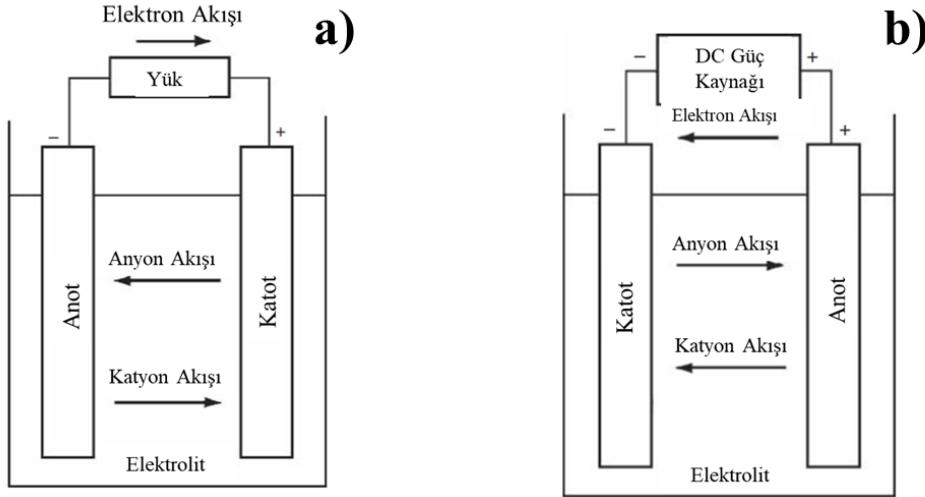 Elektron Akışı
a)
Yük
−
+
Anyon Akışı
Anot
Katot
Katyon Akışı
Elektrolit
b)
−
DC Güç
Kaynağı
+
Elektron Akışı
−
+
Anyon Akışı
Katot
Anot
Katyon Akışı
Elektrolit